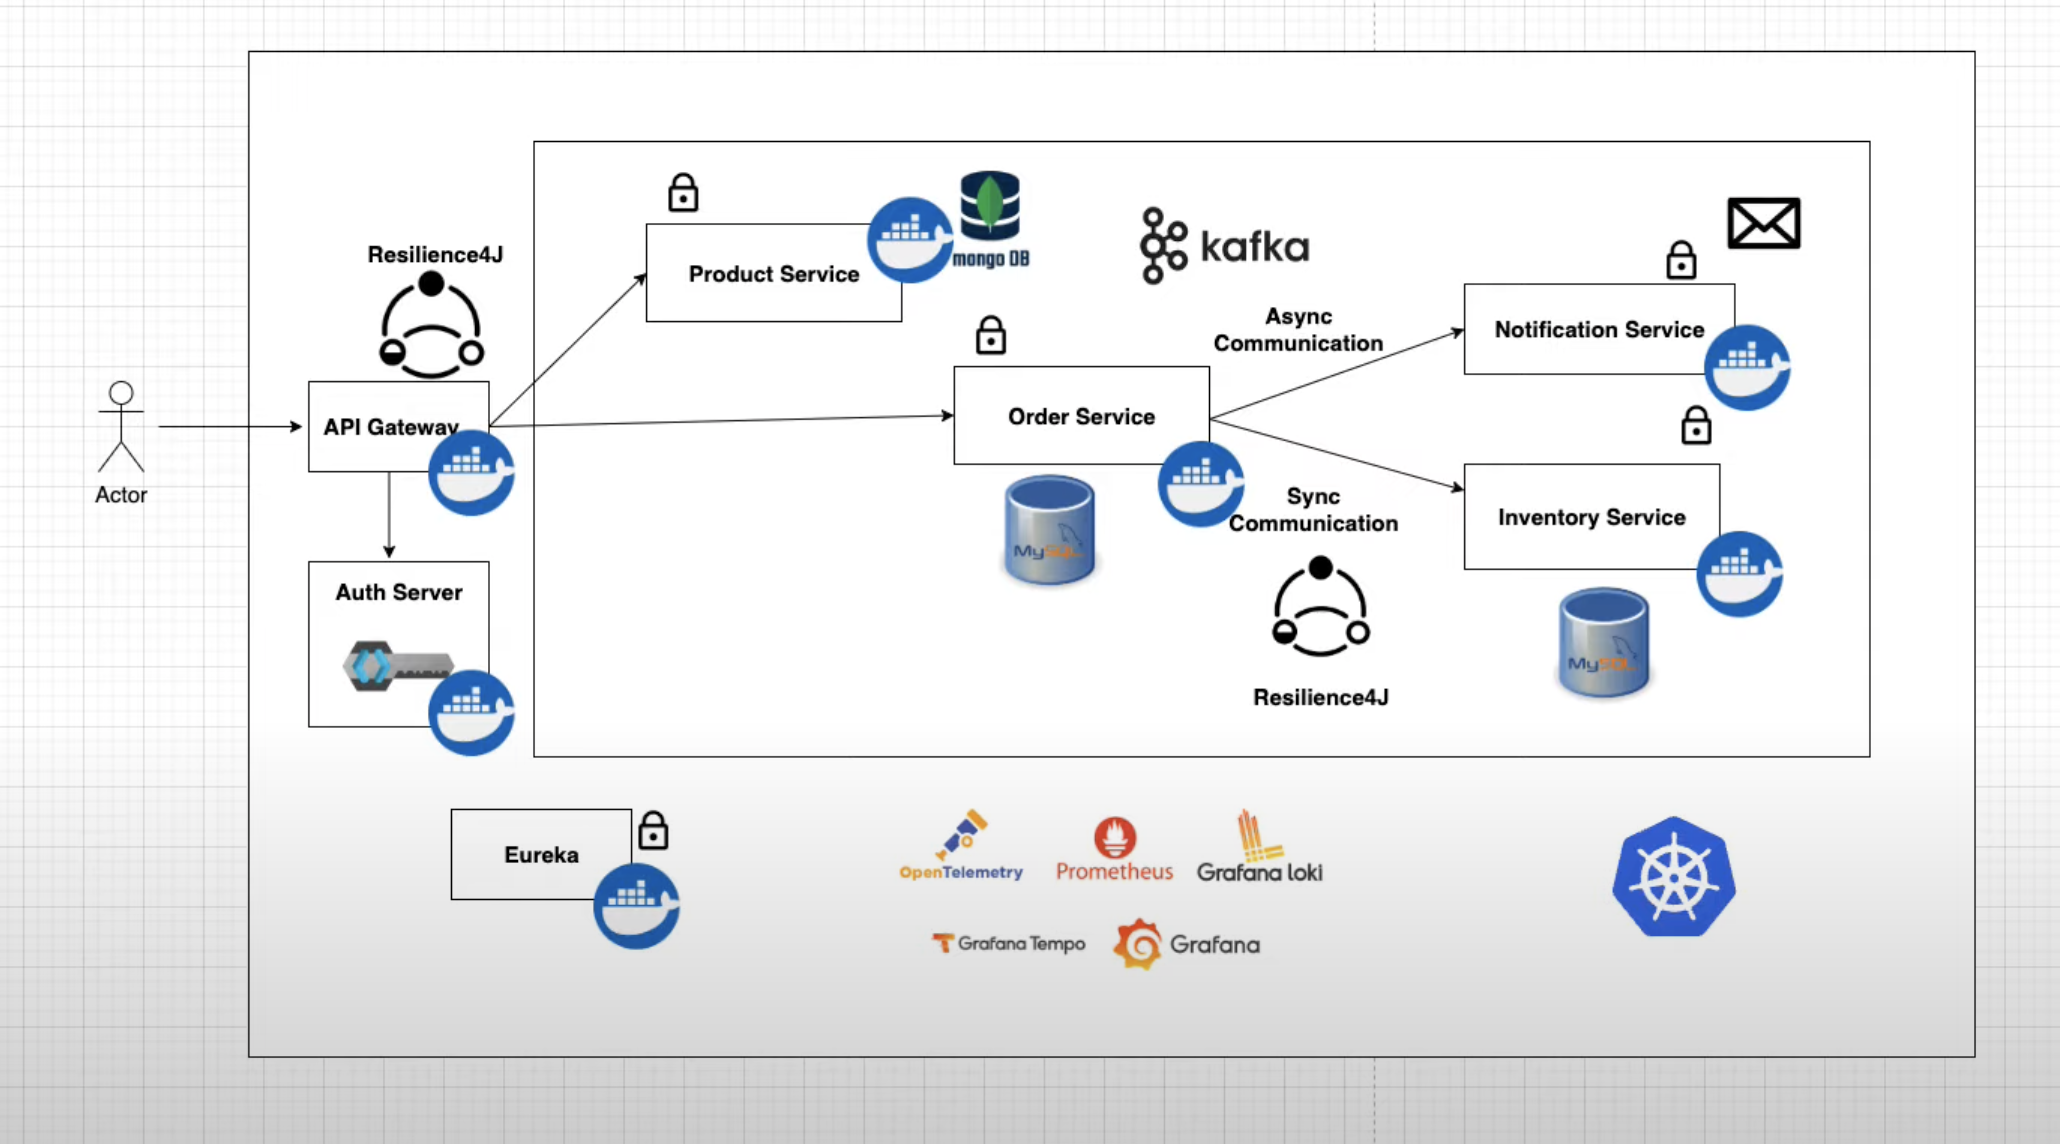 Resilience4J
Product Service
mongo DB
kafka
Async
Communication
Notification Service
API Gateway
Order Service
Actor
Sync
Communication
Inventory Service
MySQL
Auth Server
MySQL
Resilience4J
Eureka
OpenTelemetry
Prometheus
Grafana loki
Grafana Tempo
Grafana